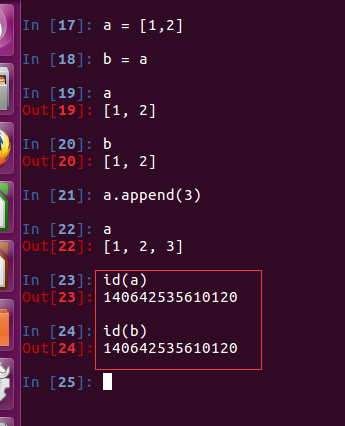 In [17]: a = [1,2]
In [18]: b = a
In [19]: a
Out[19]: [1, 2]
In [20]: b
Out[20]: [1, 2]
In [21]: a.append(3)
In [22]: a
Out[22]: [1, 2, 3]
In [23]: id(a)
Out[23]: 140642535610120
In [24]: id(b)
Out[24]: 140642535610120
In [25]: